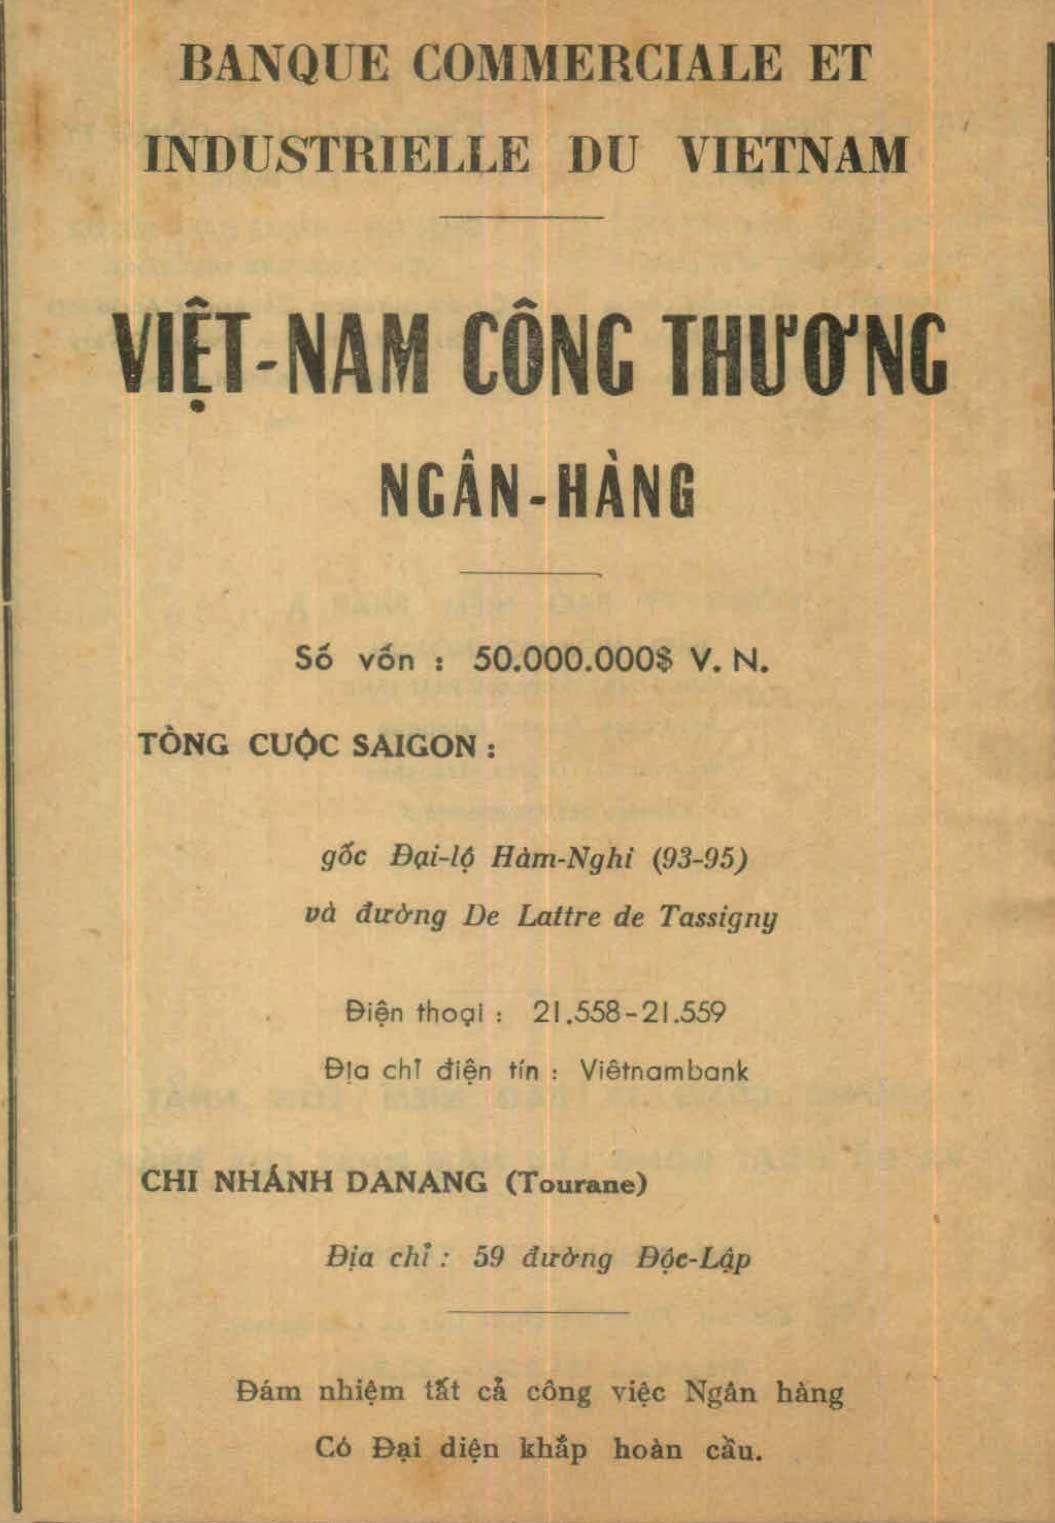 BANQUE COMMERCIALE ET
INDUSTRIELLE DU VIETNAM
VIỆT-NAM CÔNG THƯƠNG
NGÂN-HÀNG
Số vốn : 50.000.000$ V. N.
TÒNG CUỘC SAIGON :
gốc Đại-lộ Hàm-Nghi (93-95)
và đường De Lattre de Tassigny
Điện thoại : 21.558-21.559
Địa chỉ điện tín : Viêtnambank
CHI NHÁNH DANANG (Tourane)
Địa chỉ : 59 đường Độc-Lập
Đảm nhiệm tất cả công việc Ngân hàng
Có Đại diện khắp hoàn cầu.